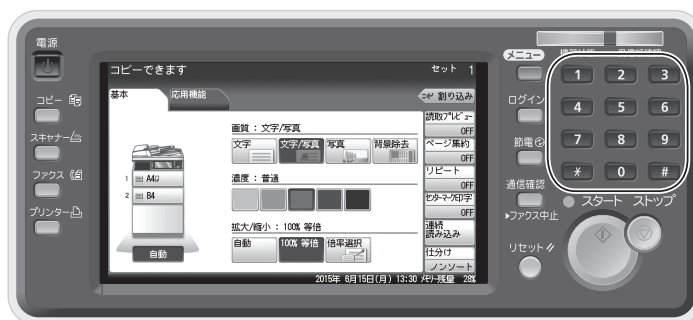 電源
コピー
スキャナー
ファクス
プリンター
コピーできます
セット 1
基本
応用機能
割り込み
画質 : 文字/写真
文字
文字/写真
写真
背景除去
濃度 : 普通
拡大/縮小 : 100% 等倍
自動
100% 等倍
倍率選択
1 A4
2 B4
自動
読取プレビュー
OFF
ページ集約
OFF
リピート
OFF
センターマーク印字
OFF
連続
読み込み
仕分け
ノンソート
2015年 6月15日(月) 13:30 メモリー残量 28%
メニュー
ログイン
節電
通信確認
▶ファクス中止
リセット
1 2 3
4 5 6
7 8 9
* 0 #
スタート ストップ